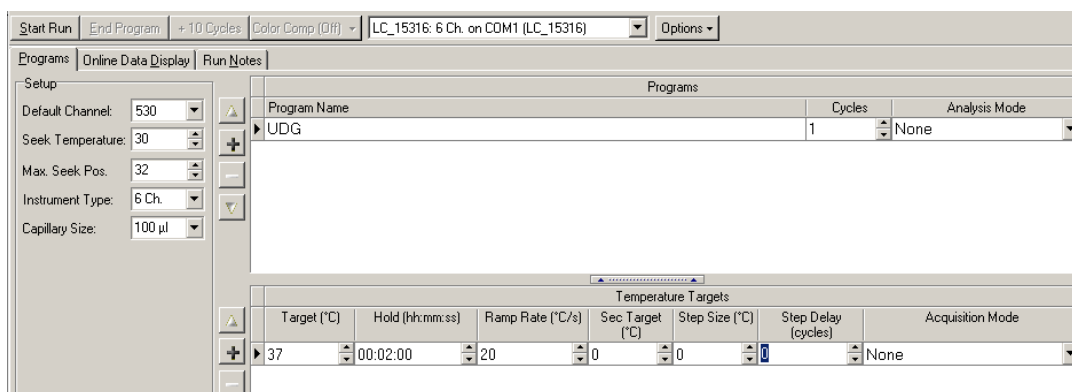 Start Run End Program + 10 Cycles Color Comp (Off) LC_15316: 6 Ch. on COM1 (LC_15316) Options
Programs Online Data Display Run Notes
Setup
Default Channel: 530
Seek Temperature: 30
Max. Seek Pos. 32
Instrument Type: 6 Ch.
Capillary Size: 100 µl
Programs
Program Name Cycles Analysis Mode
UDG 1 None
Temperature Targets
Target (°C) Hold (hh:mm:ss) Ramp Rate (°C/s) Sec Target (°C) Step Size (°C) Step Delay (cycles) Acquisition Mode
37 00:02:00 20 0 0 0 None